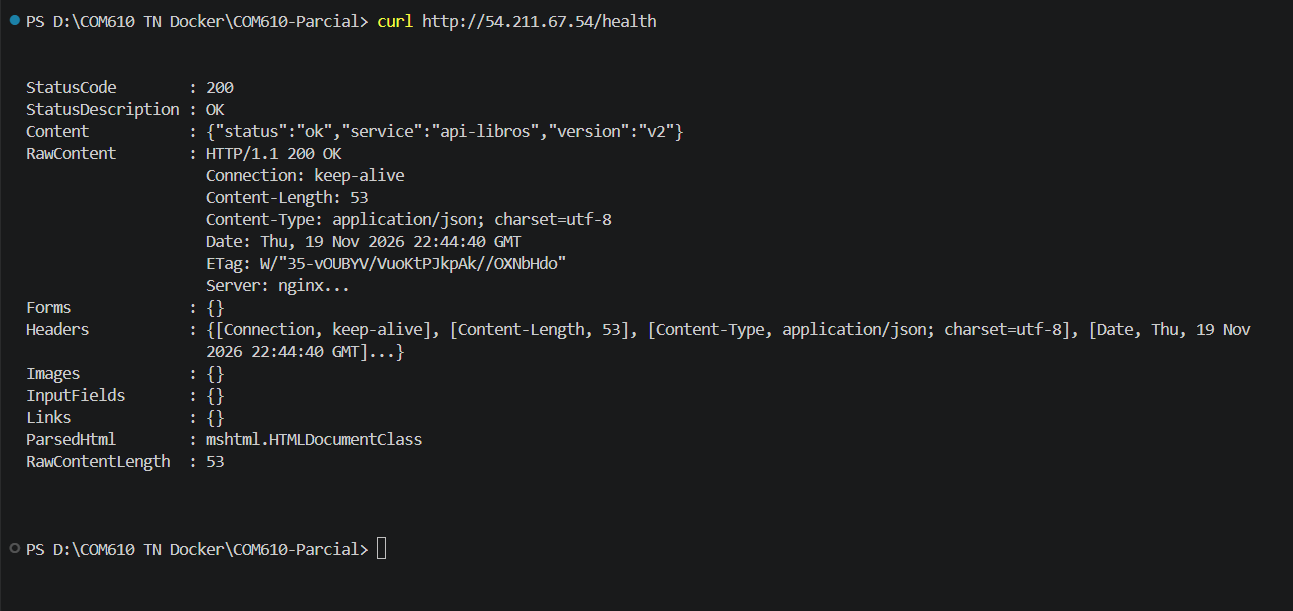 PS D:\COM610 TN Docker\COM610-Parcial> curl http://54.211.67.54/health
StatusCode        : 200
StatusDescription : OK
Content           : {"status":"ok","service":"api-libros","version":"v2"}
RawContent        : HTTP/1.1 200 OK
                    Connection: keep-alive
                    Content-Length: 53
                    Content-Type: application/json; charset=utf-8
                    Date: Thu, 19 Nov 2026 22:44:40 GMT
                    ETag: W/"35-vOUBYV/VuoKtPJkpAk//OXNbHdo"
                    Server: nginx...
Forms             : {}
Headers           : {[Connection, keep-alive], [Content-Length, 53], [Content-Type, application/json; charset=utf-8], [Date, Thu, 19 Nov
                    2026 22:44:40 GMT]...}
Images            : {}
InputFields       : {}
Links             : {}
ParsedHtml        : mshtml.HTMLDocumentClass
RawContentLength  : 53
PS D:\COM610 TN Docker\COM610-Parcial>